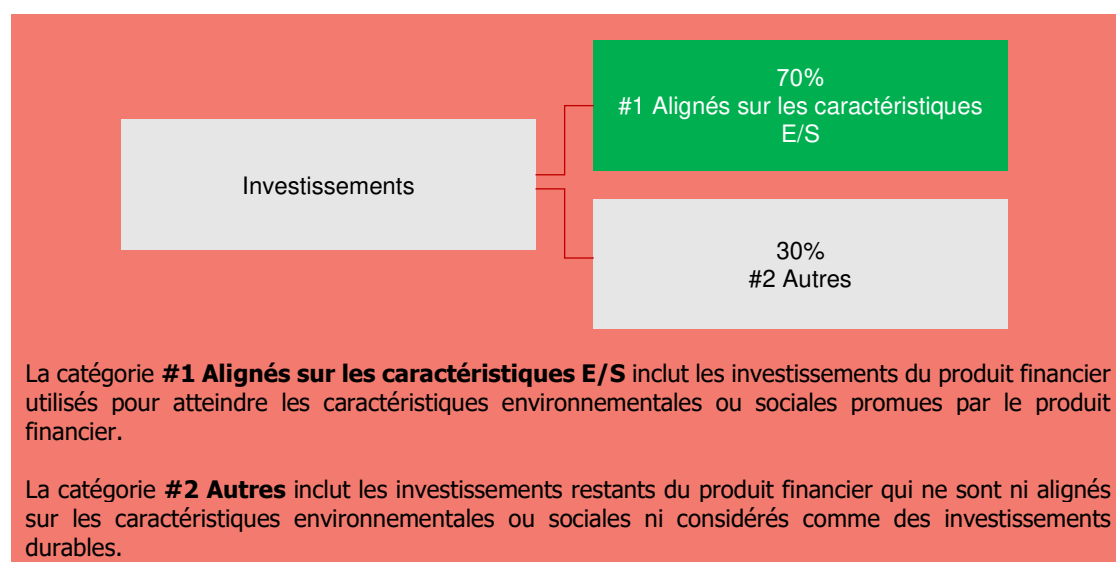 70%
#1 Alignés sur les caractéristiques
E/S
Investissements
30%
#2 Autres
La catégorie #1 Alignés sur les caractéristiques E/S inclut les investissements du produit financier
utilisés pour atteindre les caractéristiques environnementales ou sociales promues par le produit
financier.
La catégorie #2 Autres inclut les investissements restants du produit financier qui ne sont ni alignés
sur les caractéristiques environnementales ou sociales ni considérés comme des investissements
durables.